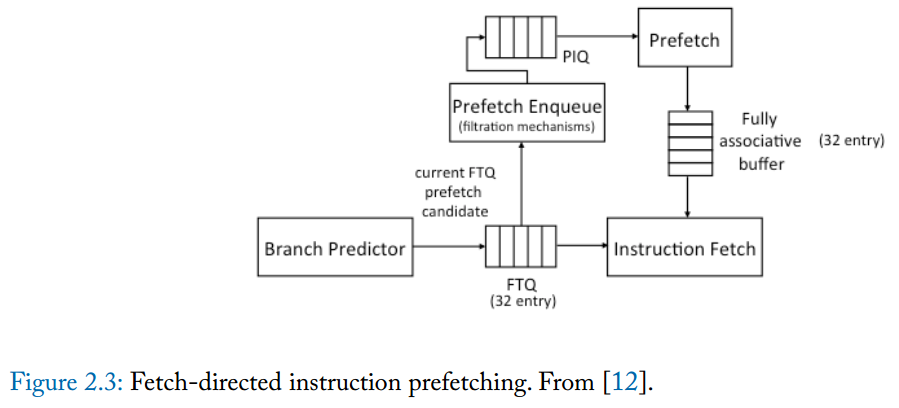 PIQ
Prefetch
Prefetch Enqueue
(filtration mechanisms)
Fully
associative (32 entry)
buffer
current FTQ
prefetch
candidate
Branch Predictor
Instruction Fetch
FTQ
(32 entry)
Figure 2.3: Fetch-directed instruction prefetching. From [12].